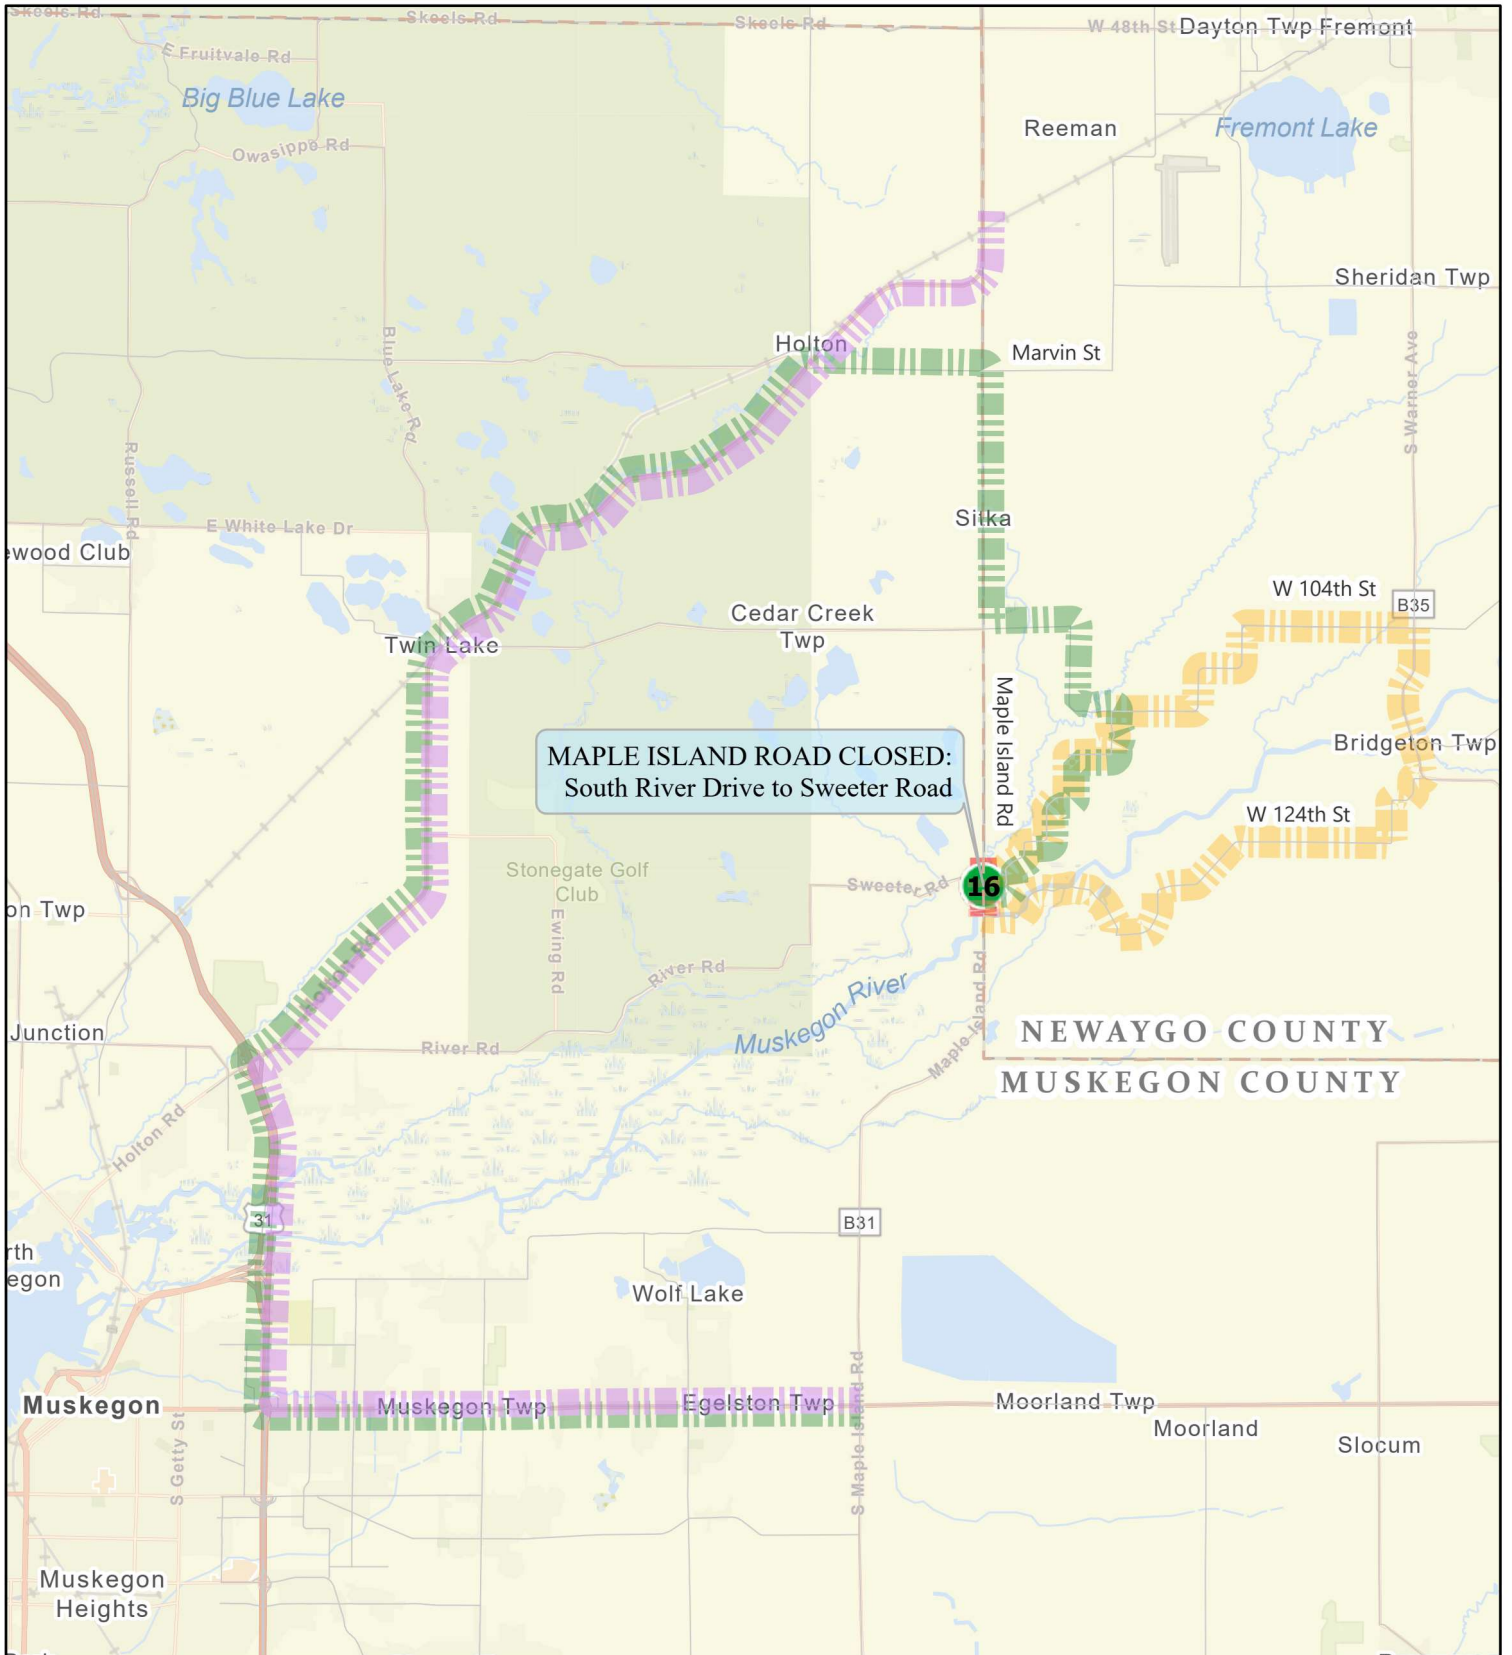 Skeels Rd
Skeels Rd
Skeels Rd
W 48th St
Dayton Twp
Fremont
E Fruitvale Rd
Big Blue Lake
Reeman
Fremont Lake
Owasippe Rd
Sheridan Twp
Holton
Marvin St
Blue Lake Rd
S Warner Ave
Russell Rd
Sitka
E White Lake Dr
ewood Club
W 104th St
B35
Cedar Creek
Twp
Twin Lake
Maple Island Rd
Bridgeton Twp
MAPLE ISLAND ROAD CLOSED:
South River Drive to Sweeter Road
W 124th St
Stonegate Golf
Club
Sweeter Rd
16
on Twp
Ewing Rd
Holton Rd
River Rd
Muskegon River
Maple Island Rd
Junction
River Rd
NEWAYGO COUNTY
MUSKEGON COUNTY
Holton Rd
31
B31
rth
egon
Wolf Lake
S Maple Island Rd
Muskegon
Muskegon Twp
Egelston Twp
Moorland Twp
Moorland
Slocum
S Getty St
Muskegon
Heights